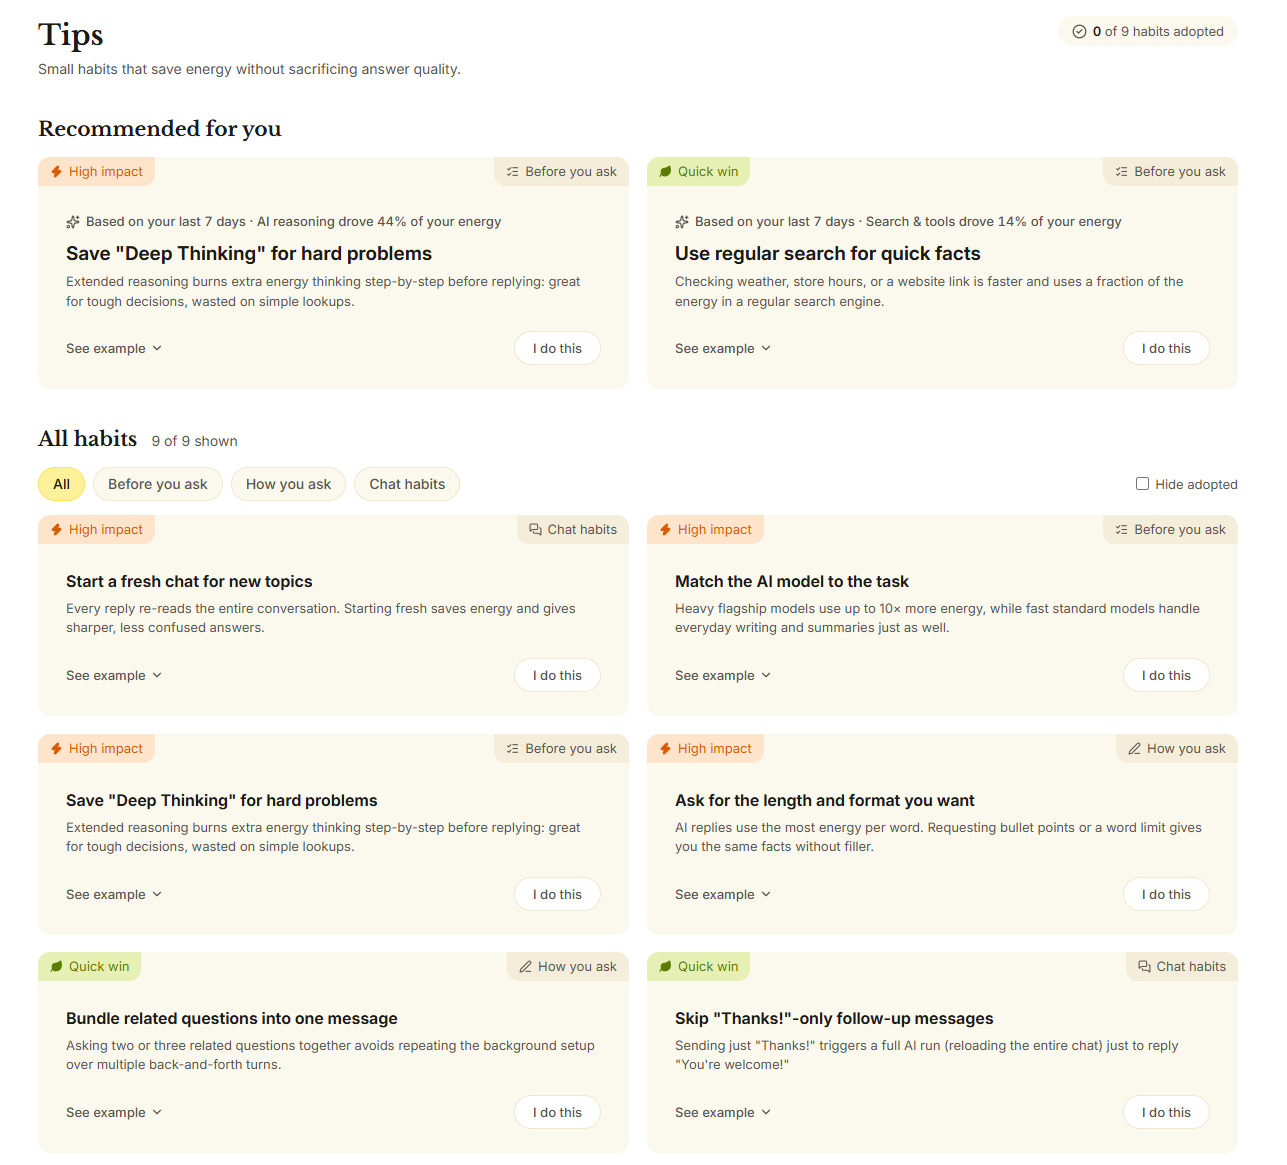 Tips
0 of 9 habits adopted
Small habits that save energy without sacrificing answer quality.
Recommended for you
High impact
Before you ask
Based on your last 7 days · AI reasoning drove 44% of your energy
Save "Deep Thinking" for hard problems
Extended reasoning burns extra energy thinking step-by-step before replying: great
for tough decisions, wasted on simple lookups.
See example
I do this
Quick win
Before you ask
Based on your last 7 days · Search & tools drove 14% of your energy
Use regular search for quick facts
Checking weather, store hours, or a website link is faster and uses a fraction of the
energy in a regular search engine.
See example
I do this
All habits
9 of 9 shown
All
Before you ask
How you ask
Chat habits
Hide adopted
High impact
Chat habits
Start a fresh chat for new topics
Every reply re-reads the entire conversation. Starting fresh saves energy and gives
sharper, less confused answers.
See example
I do this
High impact
Before you ask
Match the AI model to the task
Heavy flagship models use up to 10× more energy, while fast standard models handle
everyday writing and summaries just as well.
See example
I do this
High impact
Before you ask
Save "Deep Thinking" for hard problems
Extended reasoning burns extra energy thinking step-by-step before replying: great
for tough decisions, wasted on simple lookups.
See example
I do this
High impact
How you ask
Ask for the length and format you want
AI replies use the most energy per word. Requesting bullet points or a word limit gives
you the same facts without filler.
See example
I do this
Quick win
How you ask
Bundle related questions into one message
Asking two or three related questions together avoids repeating the background setup
over multiple back-and-forth turns.
See example
I do this
Quick win
Chat habits
Skip "Thanks!"-only follow-up messages
Sending just "Thanks!" triggers a full AI run (reloading the entire chat) just to reply
"You're welcome!"
See example
I do this